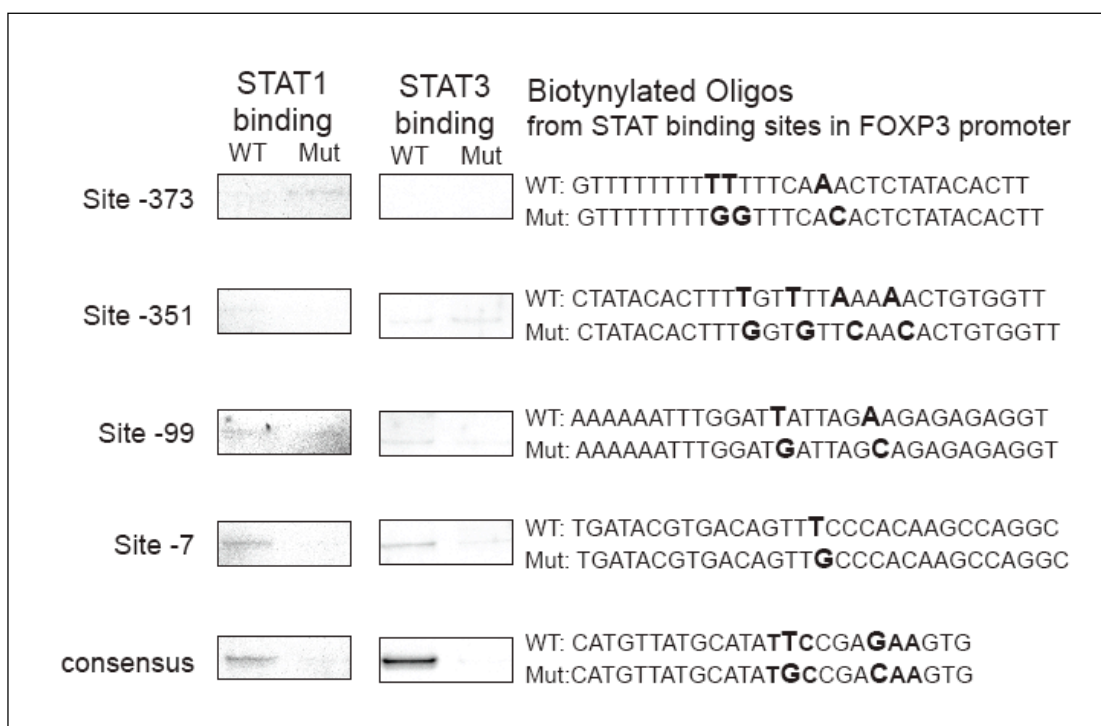 STAT1 binding
WT Mut
STAT3 binding
WT Mut
Biotynylated Oligos
from STAT binding sites in FOXP3 promoter
Site -373
WT: GTTTTTTTTTTTTTCAAACTCTATACACTT
Mut: GTTTTTTTTGGTTTCACACTCTATACACTT
Site -351
WT: CTATACACTTTTGTTTTAAAAACTGTGGTT
Mut: CTATACACTTTGGTGTTCAACACTGTGGTT
Site -99
WT: AAAAAATTTGGATTATTAGAAGAGAGAGGT
Mut: AAAAAATTTGGATGATTAGCAGAGAGAGGT
Site -7
WT: TGATACGTGACAGTTTCCCACAAGCCAGGC
Mut: TGATACGTGACAGTTGCCCACAAGCCAGGC
consensus
WT: CATGTTATGCATATTCCGAGAAGTG
Mut:CATGTTATGCATATGCCGACAAGTG